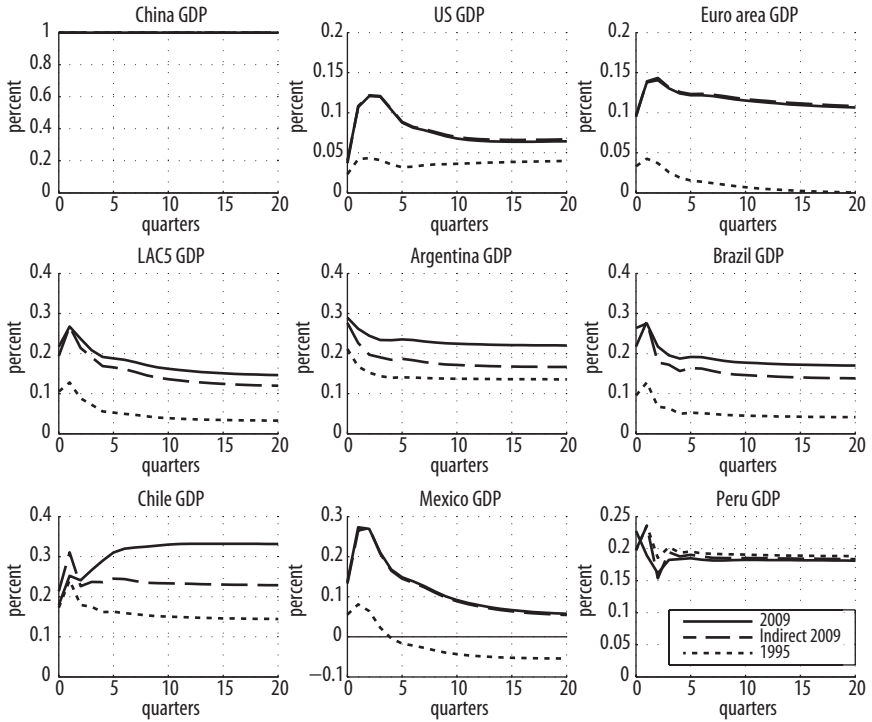 China GDP
percent
1
0.8
0.6
0.4
0.2
0
0 5 10 15 20
quarters
US GDP
percent
0.2
0.15
0.1
0.05
0
0 5 10 15 20
quarters
Euro area GDP
percent
0.2
0.15
0.1
0.05
0
0 5 10 15 20
quarters
LAC5 GDP
percent
0.4
0.3
0.2
0.1
0
0 5 10 15 20
quarters
Argentina GDP
percent
0.4
0.3
0.2
0.1
0
0 5 10 15 20
quarters
Brazil GDP
percent
0.4
0.3
0.2
0.1
0
0 5 10 15 20
quarters
Chile GDP
percent
0.4
0.3
0.2
0.1
0
0 5 10 15 20
quarters
Mexico GDP
percent
0.4
0.3
0.2
0.1
0
−0.1
0 5 10 15 20
quarters
Peru GDP
percent
0.25
0.20
0.15
0.1
0.05
0
0 5 10 15 20
quarters
2009
Indirect 2009
1995